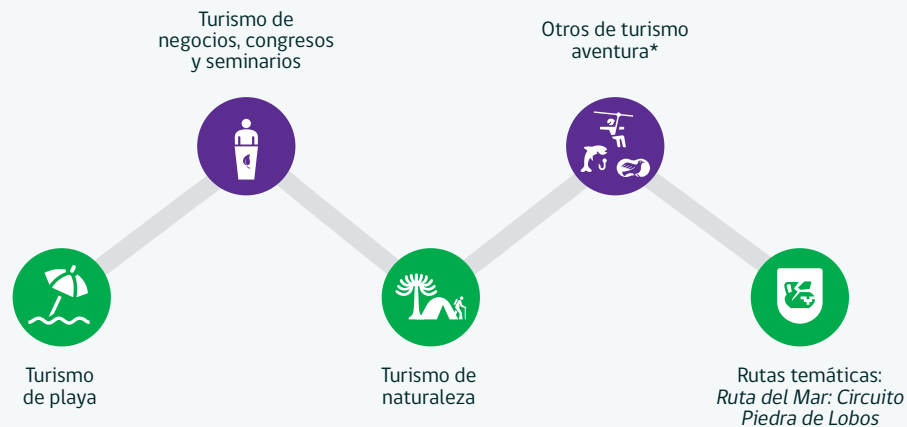 Turismo de
negocios, congresos
y seminarios
Otros de turismo
aventura*
Turismo
de playa
Turismo de
naturaleza
Rutas temáticas:
Ruta del Mar: Circuito
Piedra de Lobos